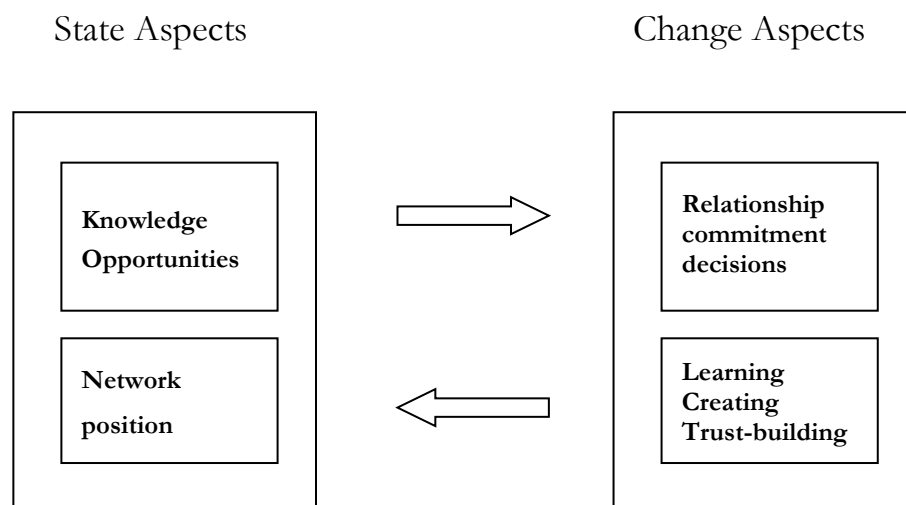 State Aspects
Change Aspects
Knowledge
Opportunities
Relationship
commitment
decisions
Network
position
Learning
Creating
Trust-building